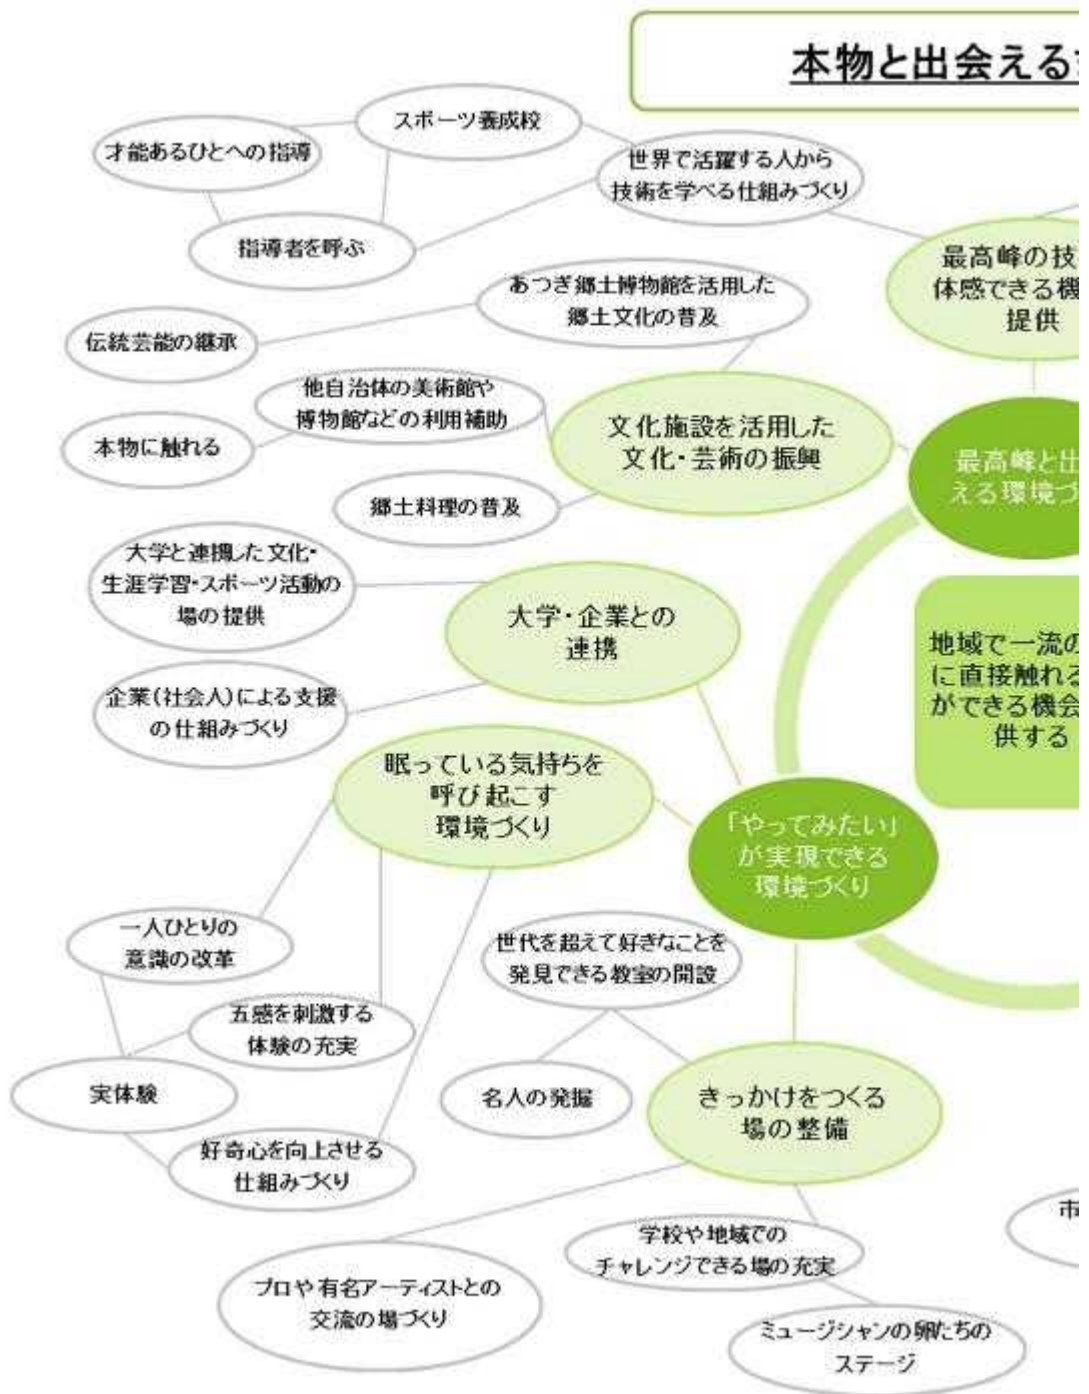 本物と出会える
スポーツ養成校
才能あるひとへの指導
世界で活躍する人から
技術を学べる仕組みづくり
指導者を呼ぶ
最高峰の技
体感できる機
提供
あつぎ郷土博物館を活用した
郷土文化の普及
伝統芸能の継承
他自治体の美術館や
博物館などの利用補助
本物に触れる
文化施設を活用した
文化・芸術の振興
最高峰と出
える環境づ
郷土料理の普及
大学と連携した文化・
生涯学習・スポーツ活動の
場の提供
大学・企業との
連携
地域で一流の
に直接触れる
ができる機会
供する
企業(社会人)による支援
の仕組みづくり
眠っている気持ちを
呼び起こす
環境づくり
「やってみたい」
が実現できる
環境づくり
一人ひとりの
意識の改革
世代を超えて好きなことを
発見できる教室の開設
五感を刺激する
体験の充実
実体験
名人の発掘
きっかけをつくる
場の整備
好奇心を向上させる
仕組みづくり
市
学校や地域での
チャレンジできる場の充実
プロや有名アーティストとの
交流の場づくり
ミュージシャンの卵たちの
ステージ